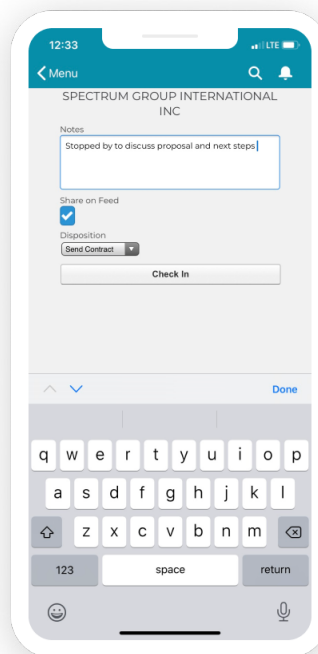 12:33
LTE
Menu
SPECTRUM GROUP INTERNATIONAL
INC
Notes
Stopped by to discuss proposal and next steps
Share on Feed
Disposition
Send Contract
Check In
Done
q w e r t y u i o p
a s d f g h j k l
z x c v b n m
123 space return